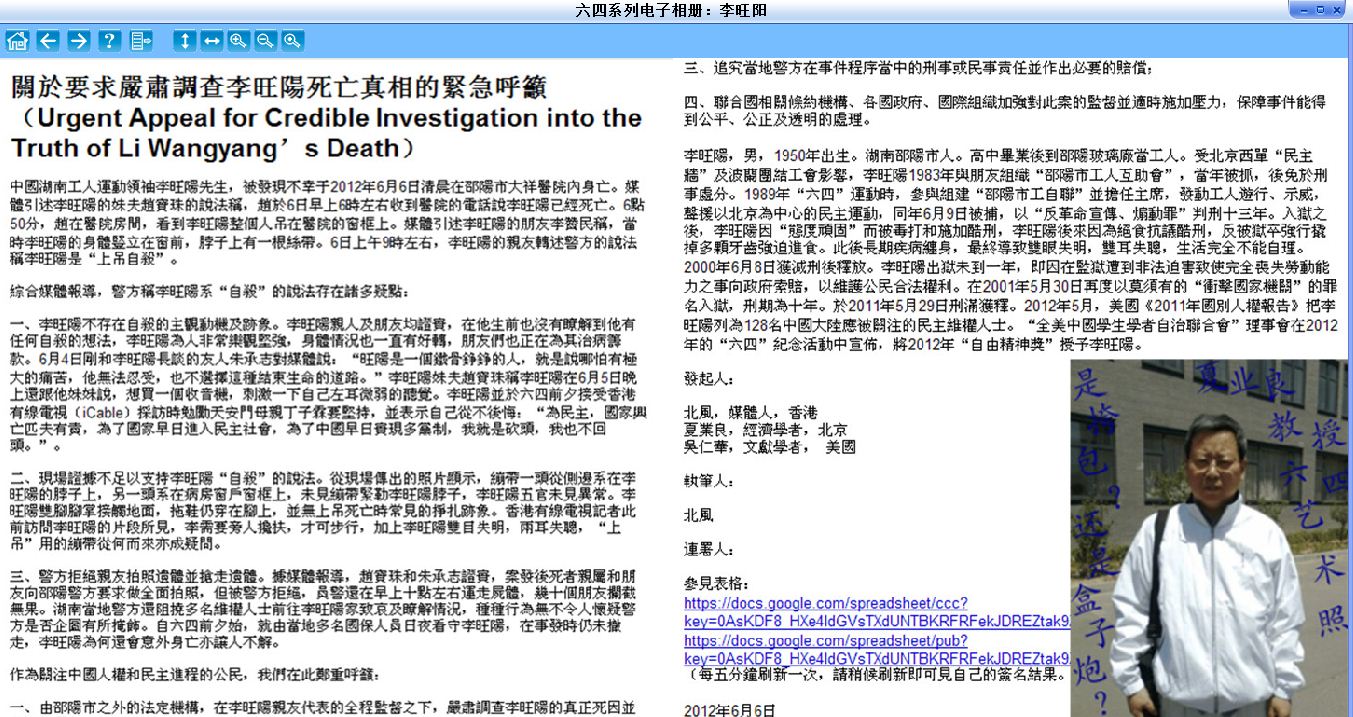 六四系列电子相册：李旺阳
關於要求嚴肅調查李旺陽死亡真相的緊急呼籲
（Urgent Appeal for Credible Investigation into the
Truth of Li Wangyang’s Death）
中國湖南工人運動領袖李旺陽先生，被發現不幸于2012年6月6日清晨在邵陽市大祥醫院內身亡。媒
體引述李旺陽的妹夫趙寶珠的說法稱，趙於6日早上6時左右收到醫院的電話說李旺陽已經死亡。6點
50分，趙在醫院房間，看到李旺陽整個人吊在醫院的窗框上。媒體引述李旺陽的朋友李贊民稱，當
時李旺陽的身體豎立在窗前，脖子上有一根絲帶。6日上午9時左右，李旺陽的親友轉述警方的說法
稱李旺陽是“上吊自殺”。
綜合媒體報導，警方稱李旺陽系“自殺”的說法存在諸多疑點：
一、李旺陽不存在自殺的主觀動機及跡象。李旺陽親人及朋友均證實，在他生前也沒有瞭解到他有
任何自殺的想法，李旺陽為人非常樂觀堅強，身體情況也一直有好轉，朋友們也正在為其治病籌
款。6月4日剛和李旺陽長談的友人朱承志對媒體說：“旺陽是一個鐵骨錚錚的人，就是說哪怕有極
大的痛苦，他無法忍受，也不選擇這種結束生命的道路。”李旺陽妹夫趙寶珠稱李旺陽在6月5日晚
上還跟他妹妹說，想買一個收音機，刺激一下自己左耳微弱的聽覺。李旺陽並於六四前夕接受香港
有線電視（iCable）採訪時勉勵天安門母親丁子霖要堅持，並表示自己從不後悔：“為民主，國家興
亡匹夫有責，為了國家早日進入民主社會，為了中國早日實現多黨制，我就是砍頭，我也不回
頭。”。
二、現場證據不足以支持李旺陽“自殺”的說法。從現場傳出的照片顯示，繃帶一頭從側邊系在李
旺陽的脖子上，另一頭系在病房窗戶窗框上，未見繃帶緊勒李旺陽脖子，李旺陽五官未見異常。李
旺陽雙腳腳掌接觸地面，拖鞋仍穿在腳上，並無上吊死亡時常見的掙扎跡象。香港有線電視記者此
前訪問李旺陽的片段所見，李需要旁人攙扶，才可步行，加上李旺陽雙目失明，兩耳失聰，“上
吊”用的繃帶從何而來亦成疑問。
三、警方拒絕親友拍照遺體並搶走遺體。據媒體報導，趙寶珠和朱承志證實，案發後死者親屬和朋
友向邵陽警方要求做全面拍照，但被警方拒絕，員警還在早上十點左右運走屍體，幾十個朋友攔截
無果。湖南當地警方還阻撓多名維權人士前往李旺陽家致哀及瞭解情況，種種行為無不令人懷疑警
方是否企圖有所掩飾。自六四前夕始，就由當地多名國保人員日夜看守李旺陽，在事發時仍未撤
走，李旺陽為何還會意外身亡亦讓人不解。
作為關注中國人權和民主進程的公民，我們在此鄭重呼籲：
一、由邵陽市之外的法定機構，在李旺陽親友代表的全程監督之下，嚴肅調查李旺陽的真正死因並
三、追究當地警方在事件程序當中的刑事或民事責任並作出必要的賠償；
四、聯合國相關條約機構、各國政府、國際組織加強對此案的監督並適時施加壓力，保障事件能得
到公平、公正及透明的處理。
李旺陽，男，1950年出生。湖南邵陽市人。高中畢業後到邵陽玻璃廠當工人。受北京西單“民主
牆”及波蘭團結工會影響，李旺陽1983年與朋友組織“邵陽市工人互助會”，當年被抓，後免於刑
事處分。1989年“六四”運動時，參與組建“邵陽市工自聯”並擔任主席，發動工人遊行、示威，
聲援以北京為中心的民主運動，同年6月9日被捕，以“反革命宣傳、煽動罪”判刑十三年。入獄之
後，李旺陽因“態度頑固”而被毒打和施加酷刑，李旺陽後來因為絕食抗議酷刑，反被獄卒強行撬
掉多顆牙齒強迫進食。此後長期疾病纏身，最終導致雙眼失明，雙耳失聰，生活完全不能自理。
2000年6月8日獲減刑後釋放。李旺陽出獄未到一年，即因在監獄遭到非法迫害致使完全喪失勞動能
力之事向政府索賠，以維護公民合法權利。在2001年5月30日再度以莫須有的“衝擊國家機關”的罪
名入獄，刑期為十年。於2011年5月29日刑滿獲釋。2012年5月，美國《2011年國別人權報告》把李
旺陽列為128名中國大陸應被關注的民主維權人士。“全美中國學生學者自治聯合會”理事會在2012
年的“六四”紀念活動中宣佈，將2012年“自由精神獎”授予李旺陽。
發起人：
北風，媒體人，香港
夏業良，經濟學者，北京
吳仁華，文獻學者， 美國
執筆人：
北風
連署人：
參見表格：
https://docs.google.com/spreadsheet/ccc?
key=0AsKDF8_HXe4ldGVsTXdUNTBKRFRFekJDREZtak9
https://docs.google.com/spreadsheet/pub?
key=0AsKDF8_HXe4ldGVsTXdUNTBKRFRFekJDREZtak9
（每五分鐘刷新一次，請稍候刷新即可見自己的簽名結果。
2012年6月6日
夏业良教授六四艺术照
是挎包？还是盒子炮？